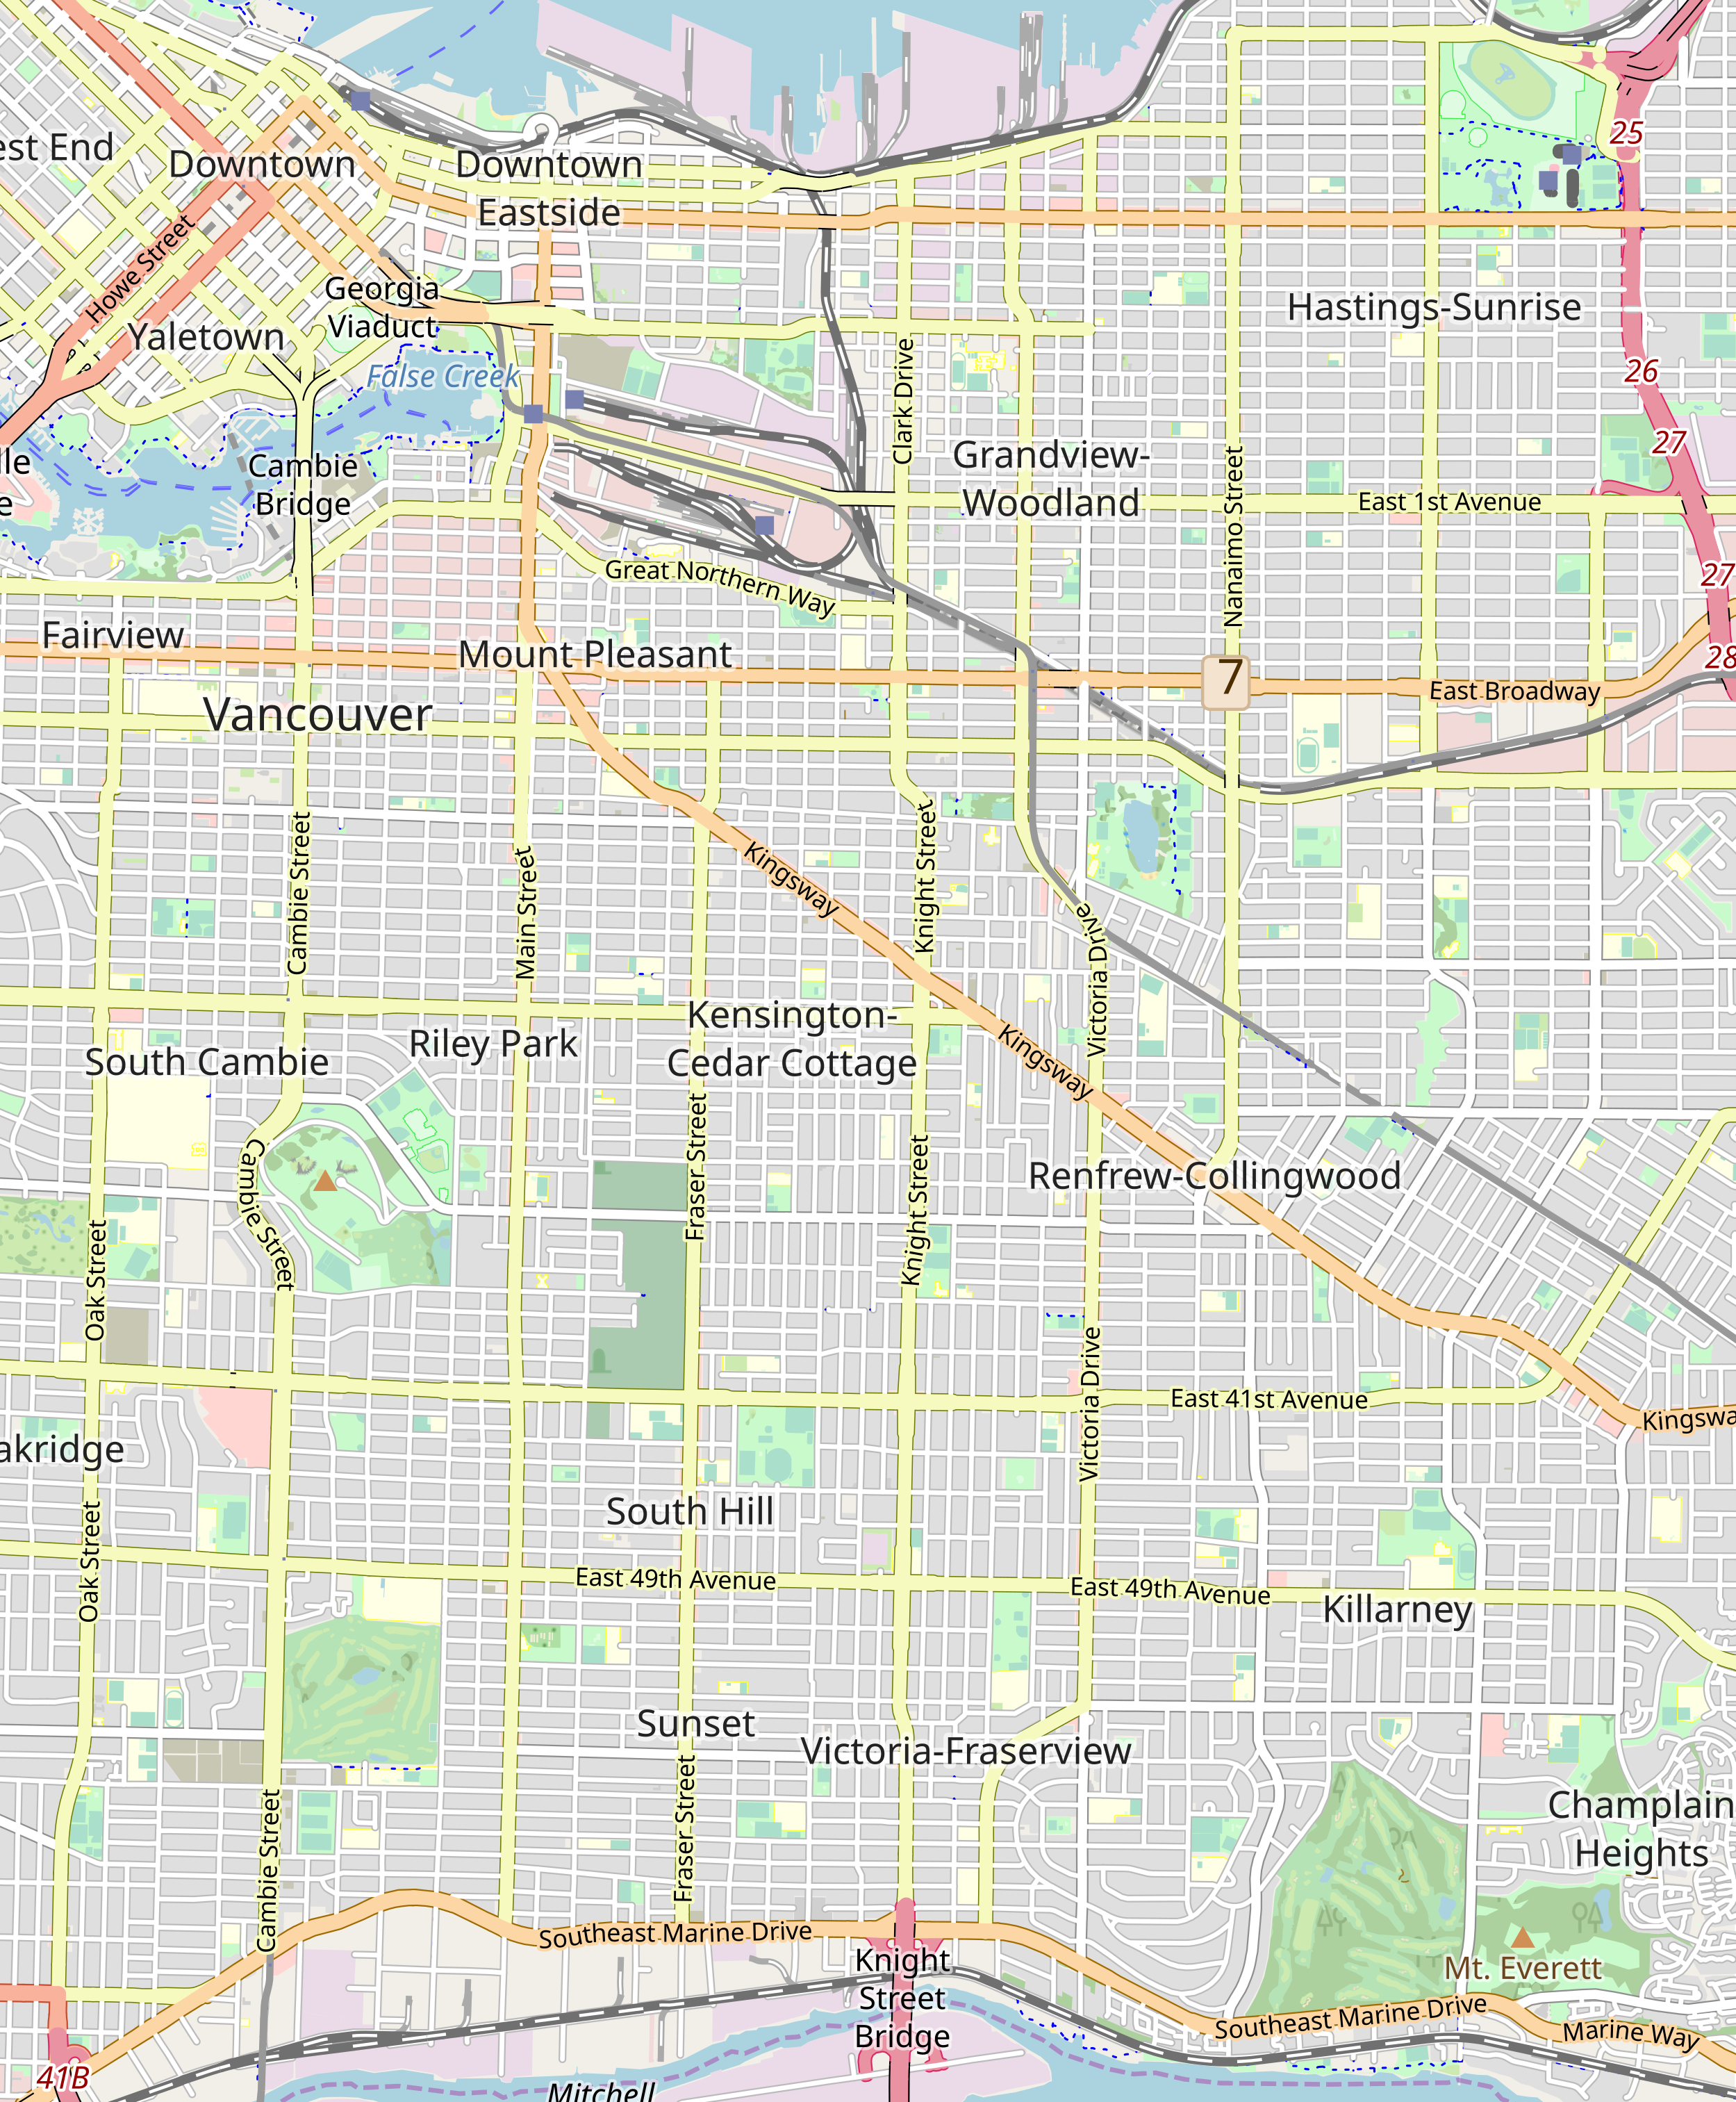 25
est End
Downtown
Downtown
Eastside
Howe Street
Georgia
Viaduct
Hastings-Sunrise
Yaletown
False Creek
26
Clark Drive
27
lle
e
Cambie
Bridge
Grandview-
Woodland
Nanaimo Street
East 1st Avenue
Great Northern Way
27
Fairview
Mount Pleasant
7
28
East Broadway
Vancouver
Cambie Street
Main Street
Kingsway
Knight Street
Victoria Drive
Kensington-
Cedar Cottage
Riley Park
South Cambie
Kingsway
Fraser Street
Knight Street
Cambie Street
Renfrew-Collingwood
Oak Street
Victoria Drive
East 41st Avenue
Kingswa
akridge
South Hill
Oak Street
East 49th Avenue
East 49th Avenue
Killarney
Sunset
Victoria-Fraserview
Fraser Street
Cambie Street
Champlain
Heights
Southeast Marine Drive
Knight
Street
Bridge
Mt. Everett
Southeast Marine Drive
Marine Way
41B
Mitchell